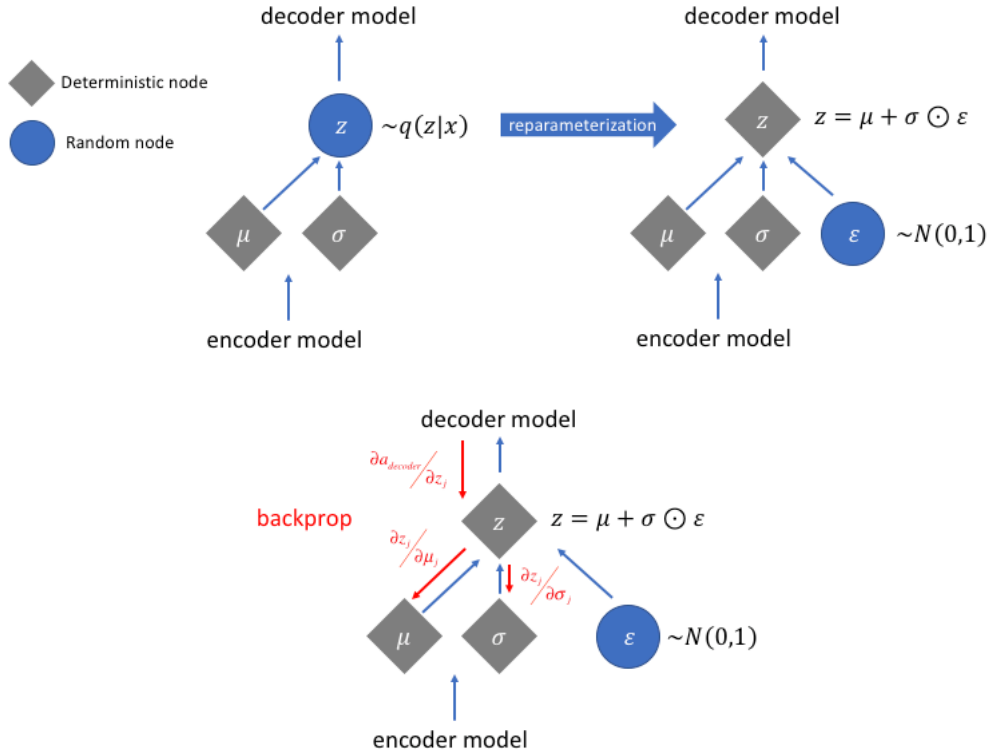 decoder model
decoder model
Deterministic node
Random node
z
~q(z|x)
reparameterization
z
z = μ + σ ⊙ ε
μ
σ
μ
σ
ε
~N(0,1)
encoder model
encoder model
decoder model
∂a_decoder/∂z_j
backprop
z
z = μ + σ ⊙ ε
∂z_j/∂μ_j
∂z_j/∂σ_j
μ
σ
ε
~N(0,1)
encoder model